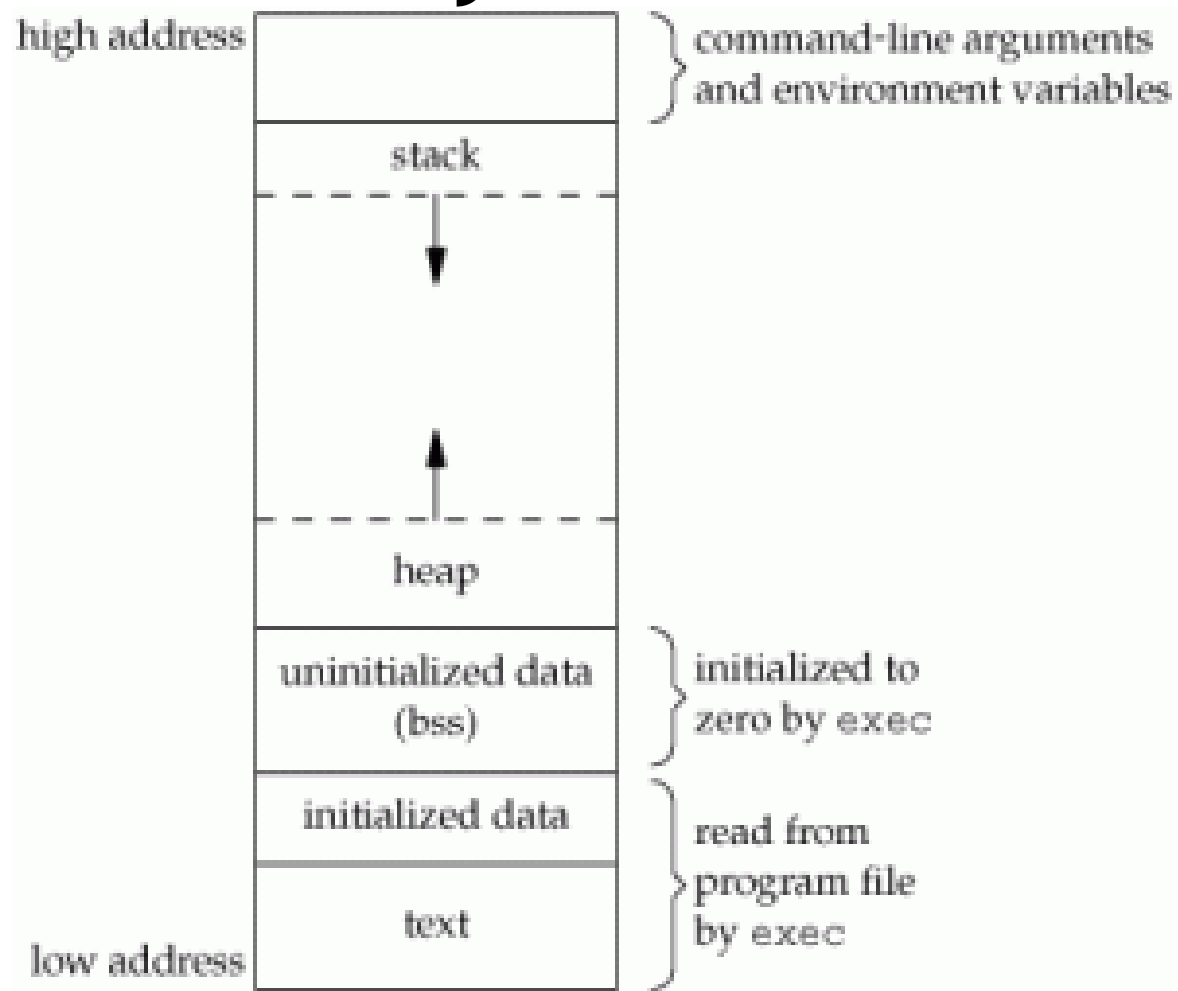 high address
command-line arguments
and environment variables
stack
heap
uninitialized data
(bss)
initialized to
zero by exec
initialized data
read from
program file
by exec
text
low address